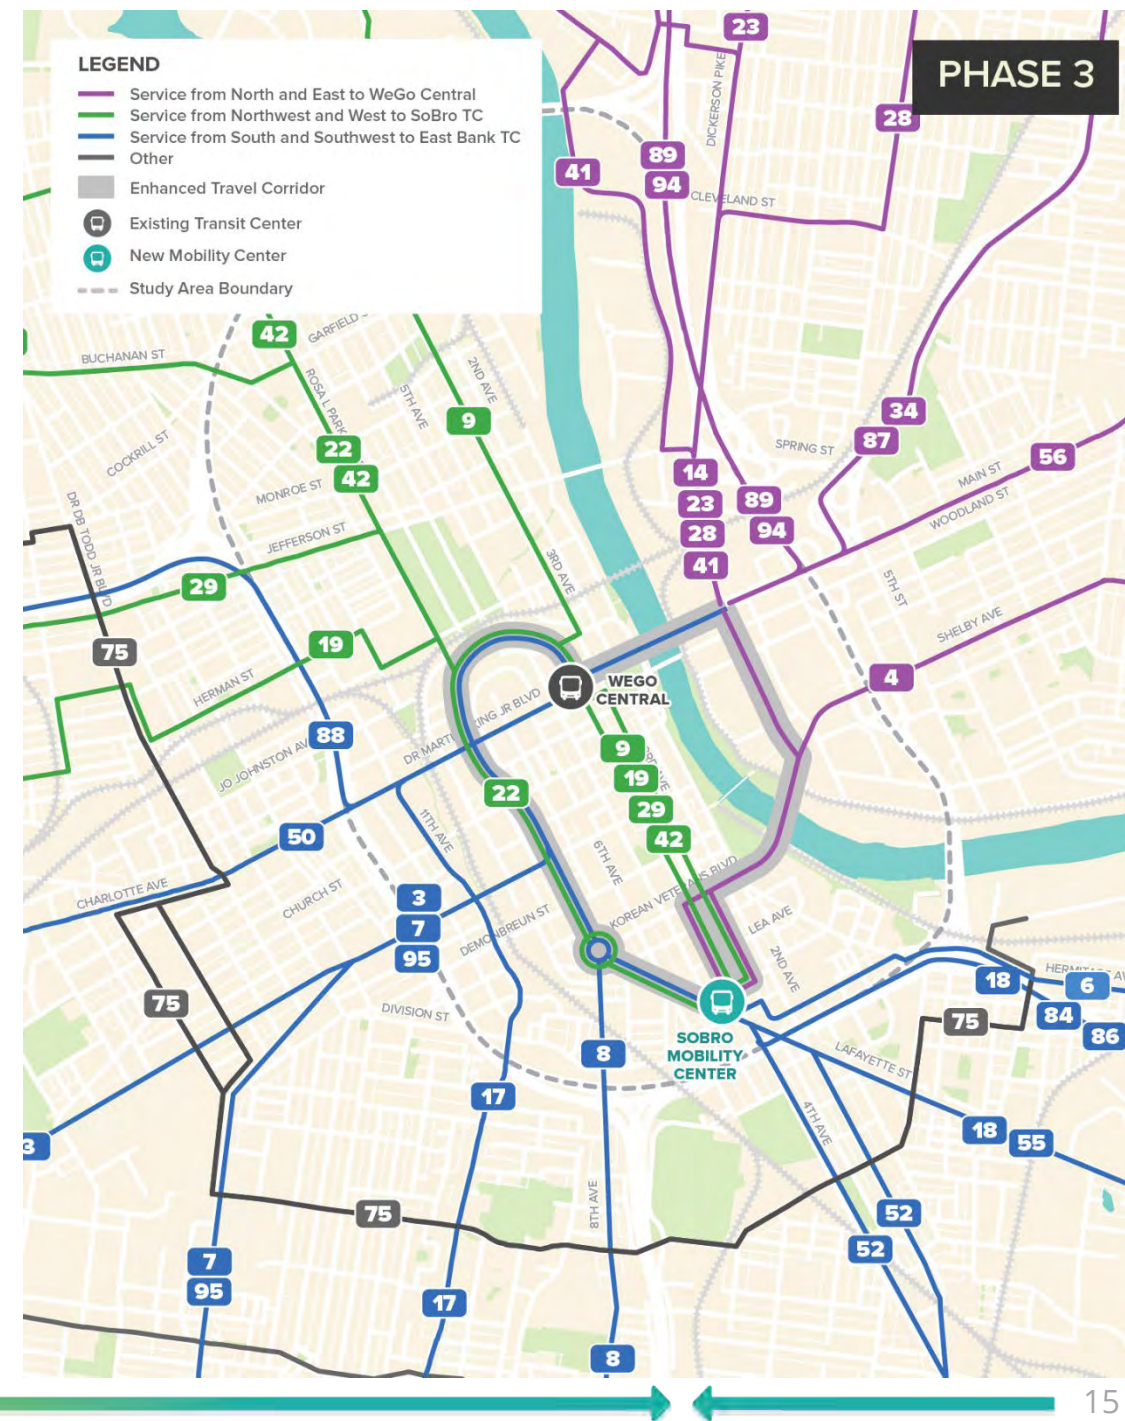 PHASE 3
LEGEND
Service from North and East to WeGo Central
Service from Northwest and West to SoBro TC
Service from South and Southwest to East Bank TC
Other
Enhanced Travel Corridor
Existing Transit Center
New Mobility Center
Study Area Boundary
23
DICKERSON PIKE
28
89
94
41
CLEVELAND ST
42
GARFIELD
BUCHANAN ST
2ND AVE
5TH AVE
ROSA L PARK
9
34
87
SPRING ST
56
MAIN ST
WOODLAND ST
COCKRILL ST
22
42
MONROE ST
14
23
28
41
89
94
DR DB TODD JR BLVD
JEFFERSON ST
3RD AVE
5TH ST
29
SHELBY AVE
75
19
HERMAN ST
4
WEGO
CENTRAL
DR MARTIN KING JR BLVD
88
JO JOHNSTON AV
9
19
29
42
22
11TH AVE
50
6TH AVE
CHARLOTTE AVE
CHURCH ST
KOREAN VETERANS BLVD
3
7
95
DEMONBREUN ST
LEA AVE
2ND AVE
HERMITAGE AV
18
6
75
DIVISION ST
75
84
86
SOBRO
MOBILITY
CENTER
8
LAFAYETTE ST
17
4TH AVE
18
55
3
8TH AVE
75
52
52
7
95
17
8
15